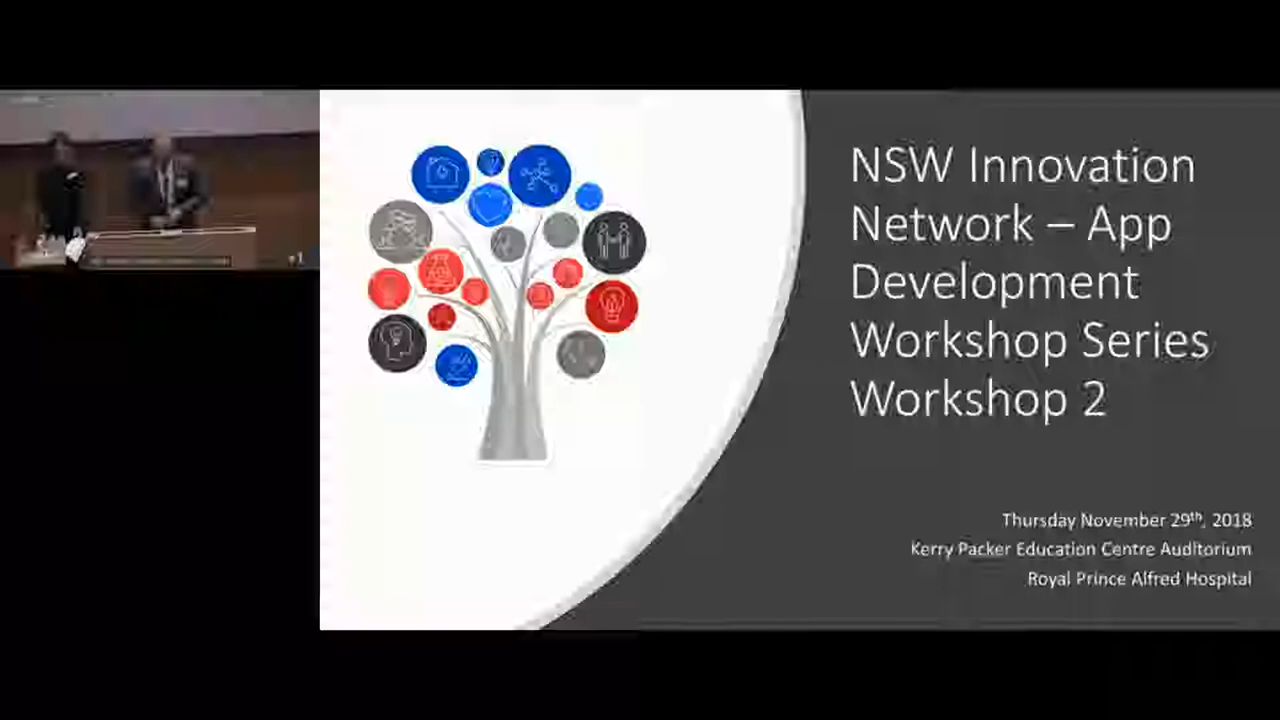 NSW Innovation
Network – App
Development
Workshop Series
Workshop 2
Thursday November 29th, 2018
Kerry Packer Education Centre Auditorium
Royal Prince Alfred Hospital